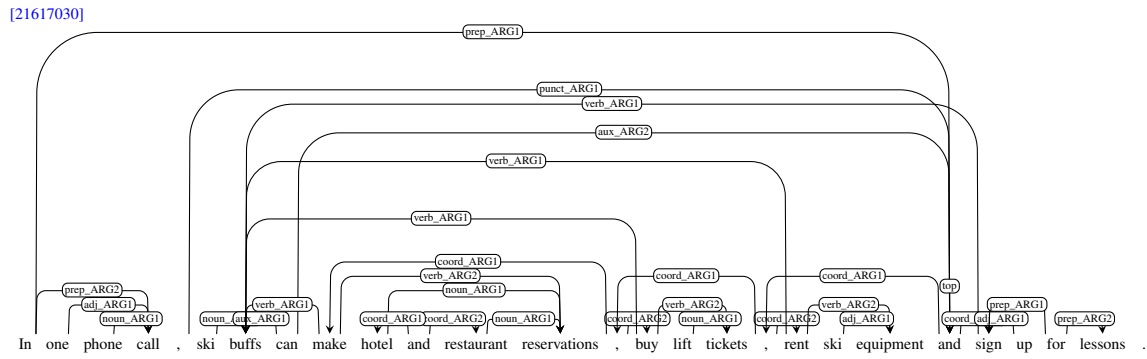 [21617030]
prep_ARG1
punct_ARG1
verb_ARG1
aux_ARG2
verb_ARG1
verb_ARG1
coord_ARG1
verb_ARG2 coord_ARG1 coord_ARG1
prep_ARG2 noun_ARG1 top
adj_ARG1 verb_ARG1 verb_ARG2 verb_ARG2 prep_ARG1
noun_ARG1 aux_ARG1 coord_ARG1 coord_ARG2 noun_ARG1 coord_ARG2 noun_ARG1 coord_ARG2 adj_ARG1 adj_ARG1 prep_ARG2
In one phone call , ski buffs can make hotel and restaurant reservations , buy lift tickets , rent ski equipment and sign up for lessons .